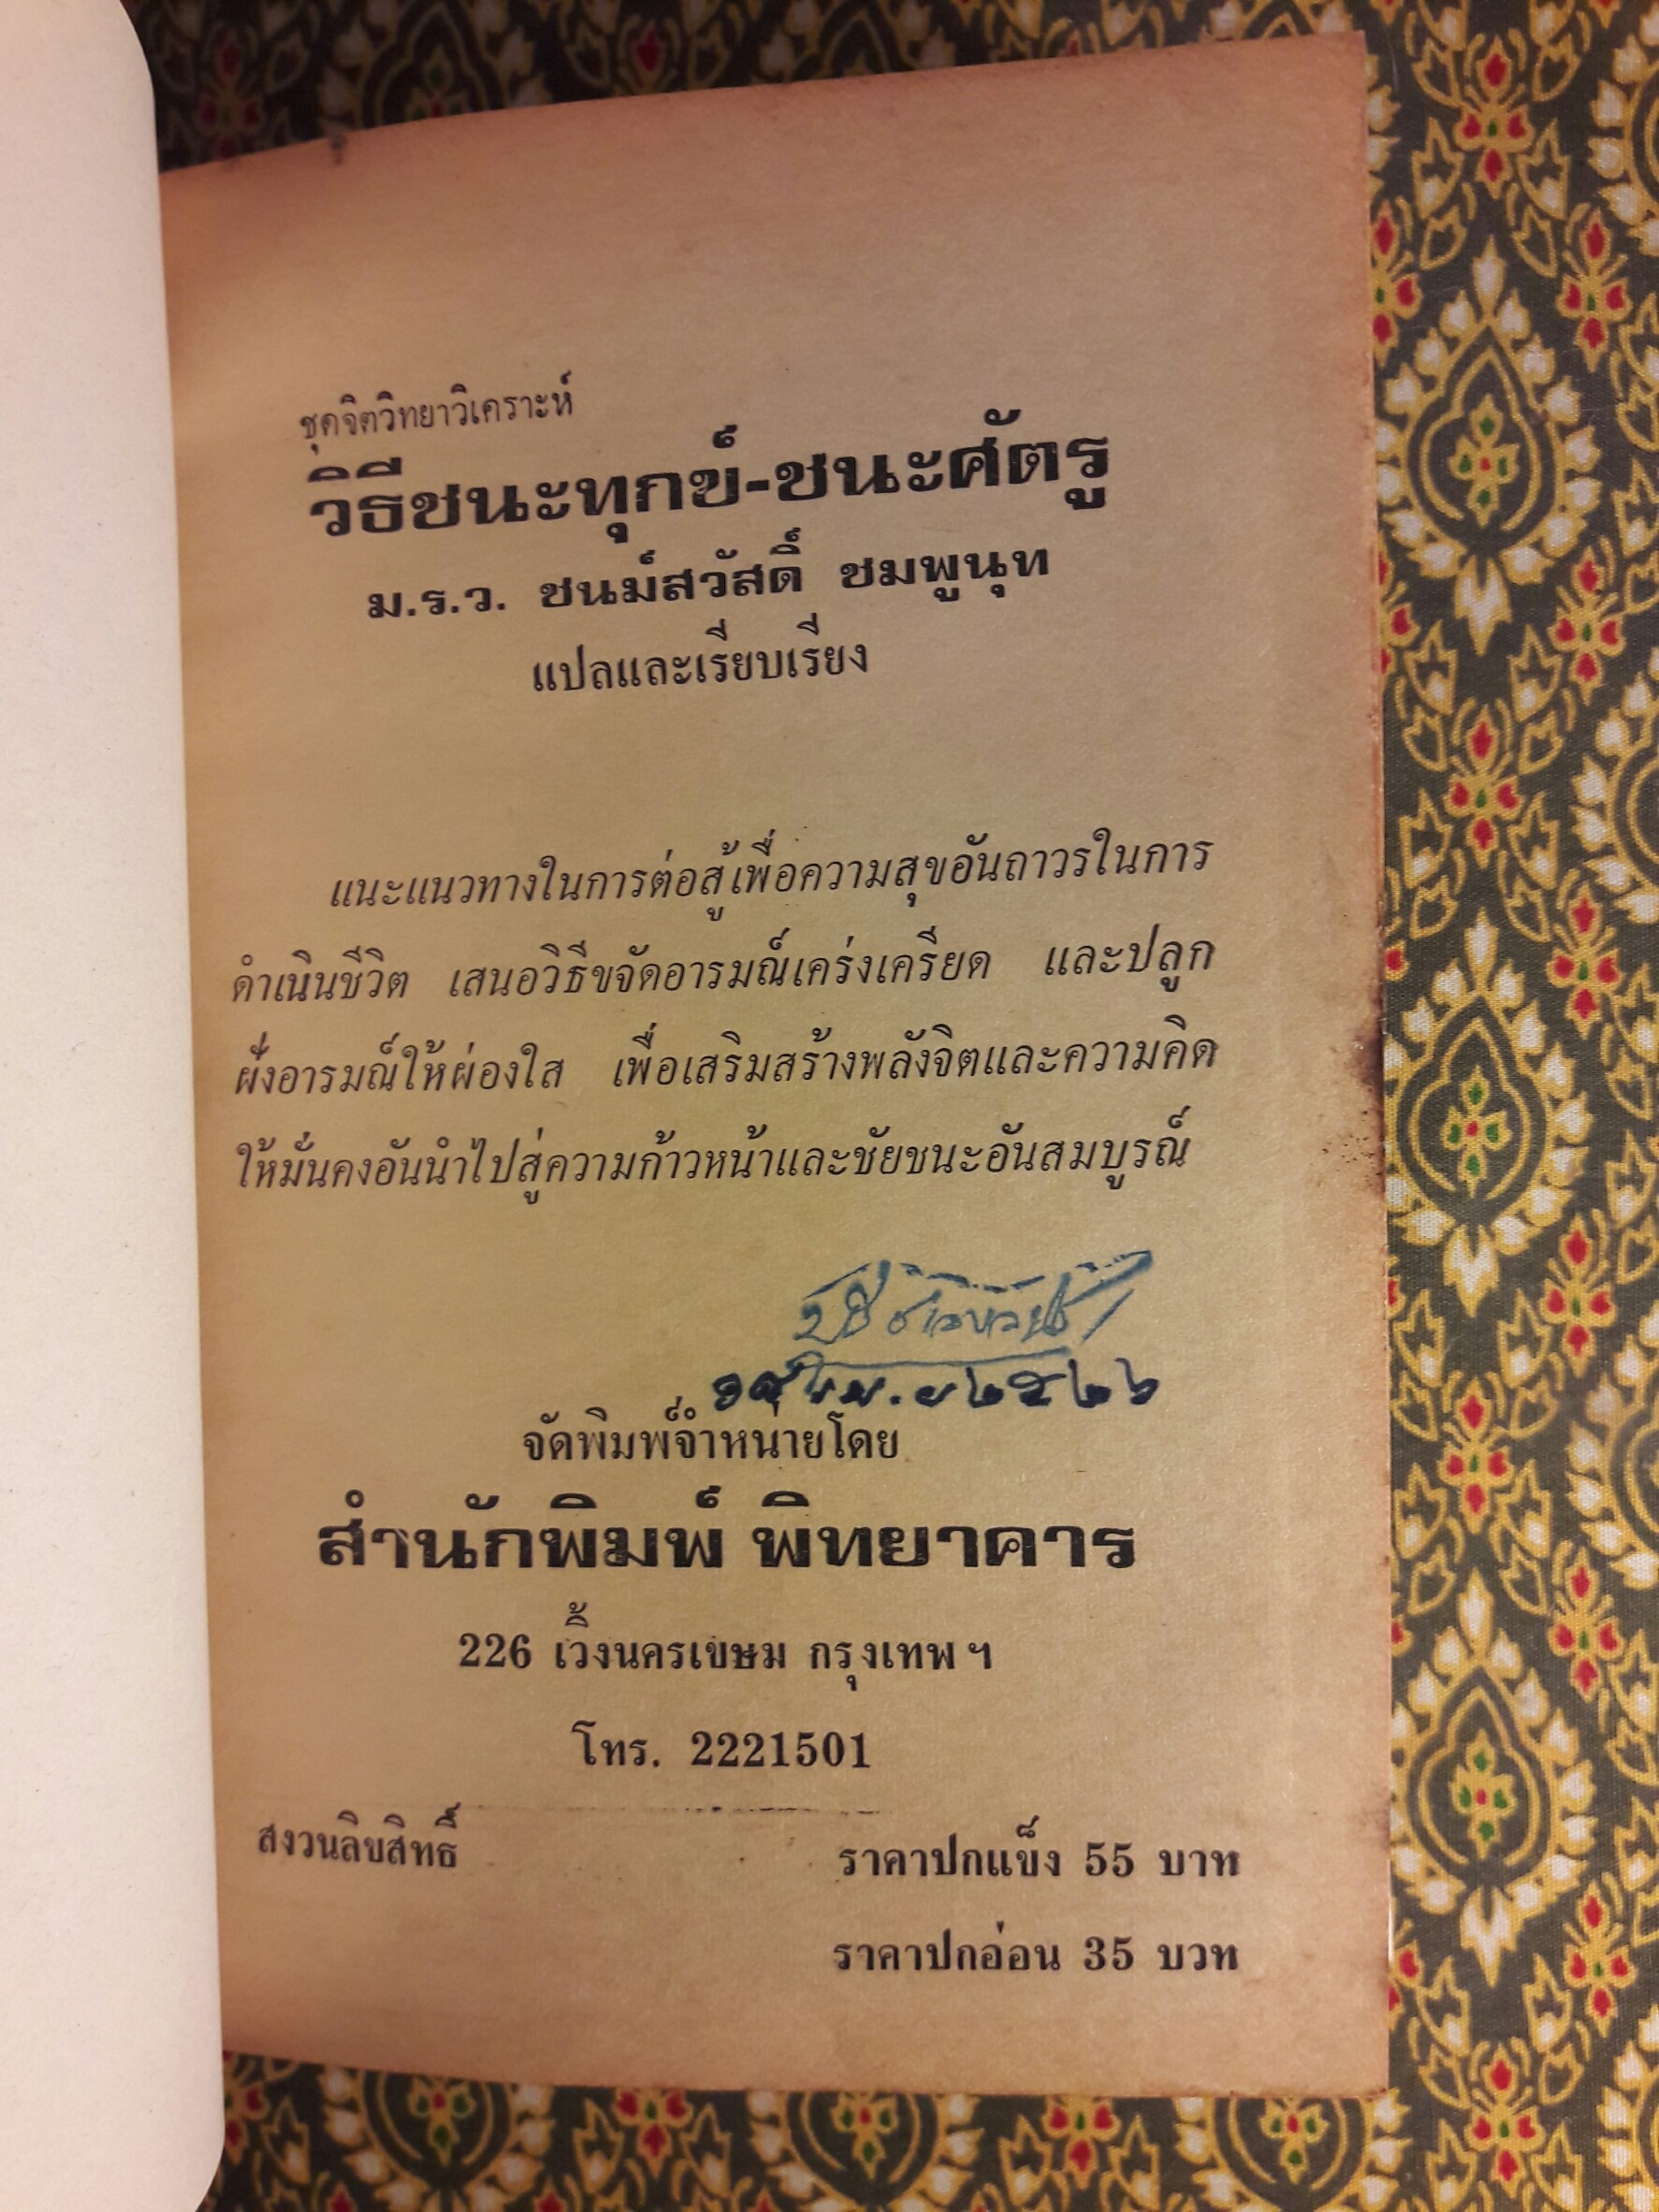 ชุดจิตวิทยาวิเคราะห์
วิธีชนะทุกข์-ชนะศัตรู
ม.ร.ว. ชนม์สวัสดิ์ ชมพูนุท
แปลและเรียบเรียง
แนะแนวทางในการต่อสู้เพื่อความสุขอันถาวรในการ
ดำเนินชีวิต เสนอวิธีขจัดอารมณ์เคร่งเครียด และปลูก
ฝั่งอารมณ์ให้ผ่องใส เพื่อเสริมสร้างพลังจิตและความคิด
ให้มั่นคงอันนำไปสู่ความก้าวหน้าและชัยชนะอันสมบูรณ์
๒๕๒๖
จัดพิมพ์จำหน่ายโดย
สำนักพิมพ์ พิทยาคาร
226 เวิ้งนครเขษม กรุงเทพ ฯ
โทร. 2221501
สงวนลิขสิทธิ์
ราคาปกแข็ง 55 บาท
ราคาปกอ่อน 35 บวท